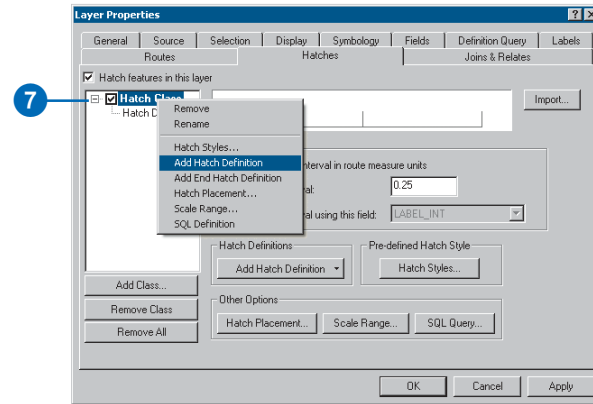 Layer Properties
General Source Selection Display Symbology Fields Definition Query Labels
Routes Hatches Joins & Relates
Hatch features in this layer
7
Hatch Class
Hatch D
Import...
Remove
Rename
Hatch Styles...
Add Hatch Definition
Add End Hatch Definition
Hatch Placement...
Scale Range...
SQL Definition
terval in route measure units
val: 0.25
al using this field: LABEL_INT
Hatch Definitions
Add Hatch Definition
Pre-defined Hatch Style
Hatch Styles...
Add Class...
Remove Class
Remove All
Other Options
Hatch Placement... Scale Range... SQL Query...
OK Cancel Apply